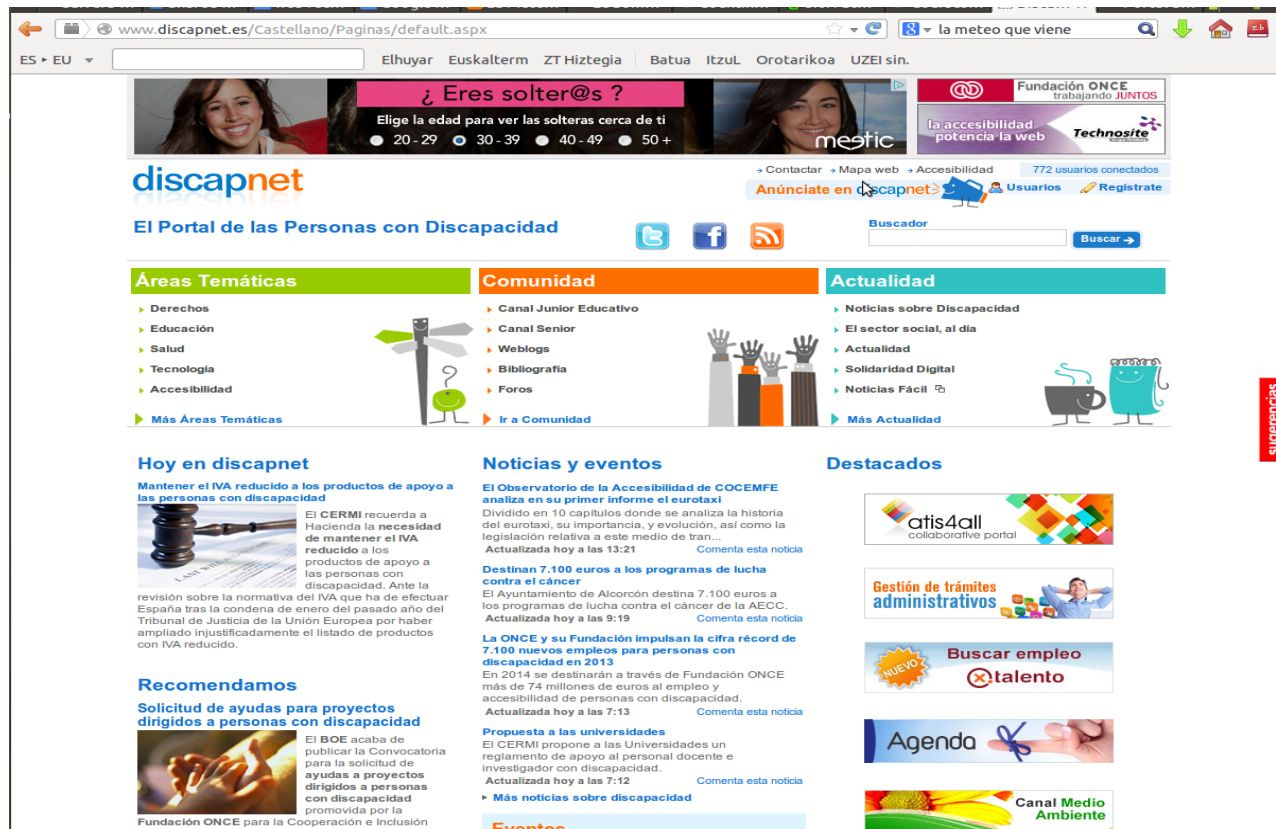 www.discapnet.es/Castellano/Paginas/default.aspx
la meteo que viene
ES ▸ EU
Elhuyar Euskalterm ZT Hiztegia Batua ItzuL Orotarikoa UZEI sin.
¿ Eres solter@s ?
Elige la edad para ver las solteras cerca de ti
20 - 29 30 - 39 40 - 49 50 +
meetic
Fundación ONCE
trabajando JUNTOS
la accesibilidad
potencia la web
Technosite
discapnet
Contactar Mapa web Accesibilidad
772 usuarios conectados
Anúnciate en discapnet
Usuarios Regístrate
El Portal de las Personas con Discapacidad
Buscador
Buscar
Áreas Temáticas
Derechos
Educación
Salud
Tecnología
Accesibilidad
Más Áreas Temáticas
Comunidad
Canal Junior Educativo
Canal Senior
Weblogs
Bibliografía
Foros
Ir a Comunidad
Actualidad
Noticias sobre Discapacidad
El sector social, al día
Actualidad
Solidaridad Digital
Noticias Fácil
Más Actualidad
sugerencias
Hoy en discapnet
Mantener el IVA reducido a los productos de apoyo a
las personas con discapacidad
El CERMI recuerda a
Hacienda la necesidad
de mantener el IVA
reducido a los
productos de apoyo a
las personas con
discapacidad. Ante la
revisión sobre la normativa del IVA que ha de efectuar
España tras la condena de enero del pasado año del
Tribunal de Justicia de la Unión Europea por haber
ampliado injustificadamente el listado de productos
con IVA reducido.
Recomendamos
Solicitud de ayudas para proyectos
dirigidos a personas con discapacidad
El BOE acaba de
publicar la Convocatoria
para la solicitud de
ayudas a proyectos
dirigidos a personas
con discapacidad
promovida por la
Fundación ONCE para la Cooperación e Inclusión
Noticias y eventos
El Observatorio de la Accesibilidad de COCEMFE
analiza en su primer informe el eurotaxi
Dividido en 10 capítulos donde se analiza la historia
del eurotaxi, su importancia, y evolución, así como la
legislación relativa a este medio de tran...
Actualizada hoy a las 13:21 Comenta esta noticia
Destinan 7.100 euros a los programas de lucha
contra el cáncer
El Ayuntamiento de Alcorcón destina 7.100 euros a
los programas de lucha contra el cáncer de la AECC.
Actualizada hoy a las 9:19 Comenta esta noticia
La ONCE y su Fundación impulsan la cifra récord de
7.100 nuevos empleos para personas con
discapacidad en 2013
En 2014 se destinarán a través de Fundación ONCE
más de 74 millones de euros al empleo y
accesibilidad de personas con discapacidad.
Actualizada hoy a las 7:13 Comenta esta noticia
Propuesta a las universidades
El CERMI propone a las Universidades un
reglamento de apoyo al personal docente e
investigador con discapacidad.
Actualizada hoy a las 7:12 Comenta esta noticia
Más noticias sobre discapacidad
Eventos
Destacados
atis4all
collaborative portal
Gestión de trámites
administrativos
NUEVO
Buscar empleo
xtalento
Agenda
Canal Medio
Ambiente